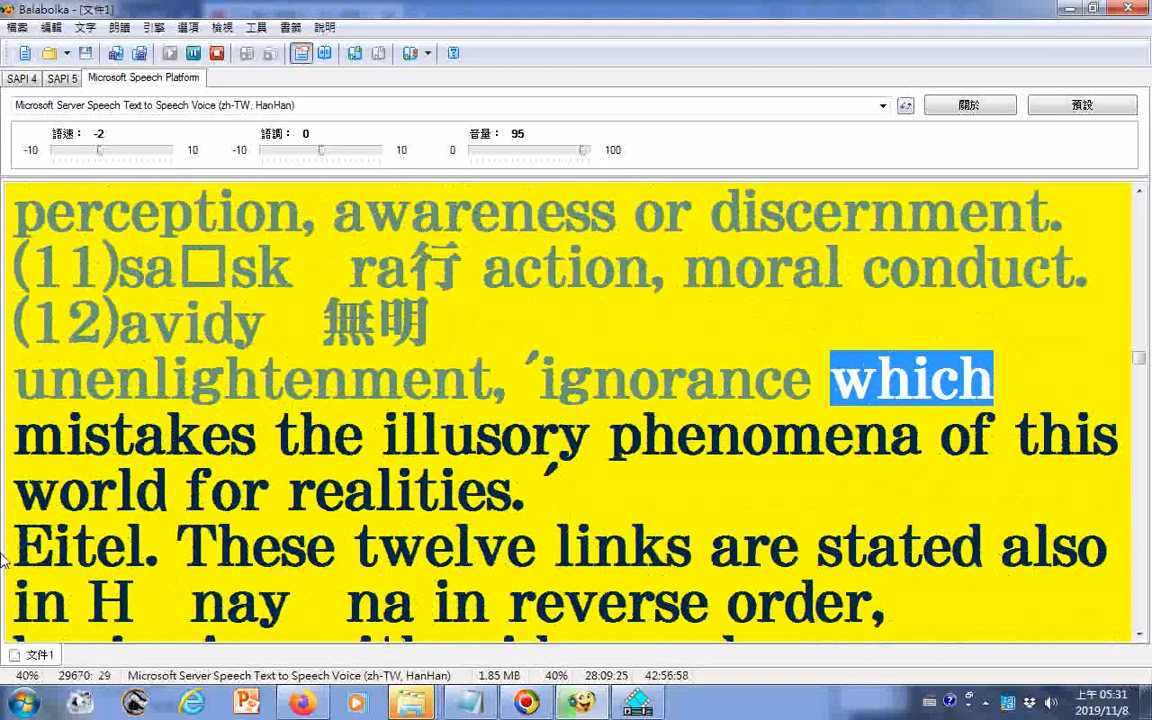 Balabolka - [文件1]
檔案 編輯 文字 朗讀 引擎 選項 檢視 工具 書籤 說明
SAPI 4 SAPI 5 Microsoft Speech Platform
Microsoft Server Speech Text to Speech Voice (zh-TW, HanHan) 關於 預設
語速： -2 語調： 0 音量： 95
-10 10 -10 10 0 100
perception, awareness or discernment.
(11)sa□sk ra行 action, moral conduct.
(12)avidy 無明
unenlightenment, ´ignorance which
mistakes the illusory phenomena of this
world for realities.´
Eitel. These twelve links are stated also
in H nay na in reverse order,
文件1
40% 29670: 29 Microsoft Server Speech Text to Speech Voice (zh-TW, HanHan) 1.85 MB 40% 28:09:25 42:56:58
上午 05:31
2019/11/8